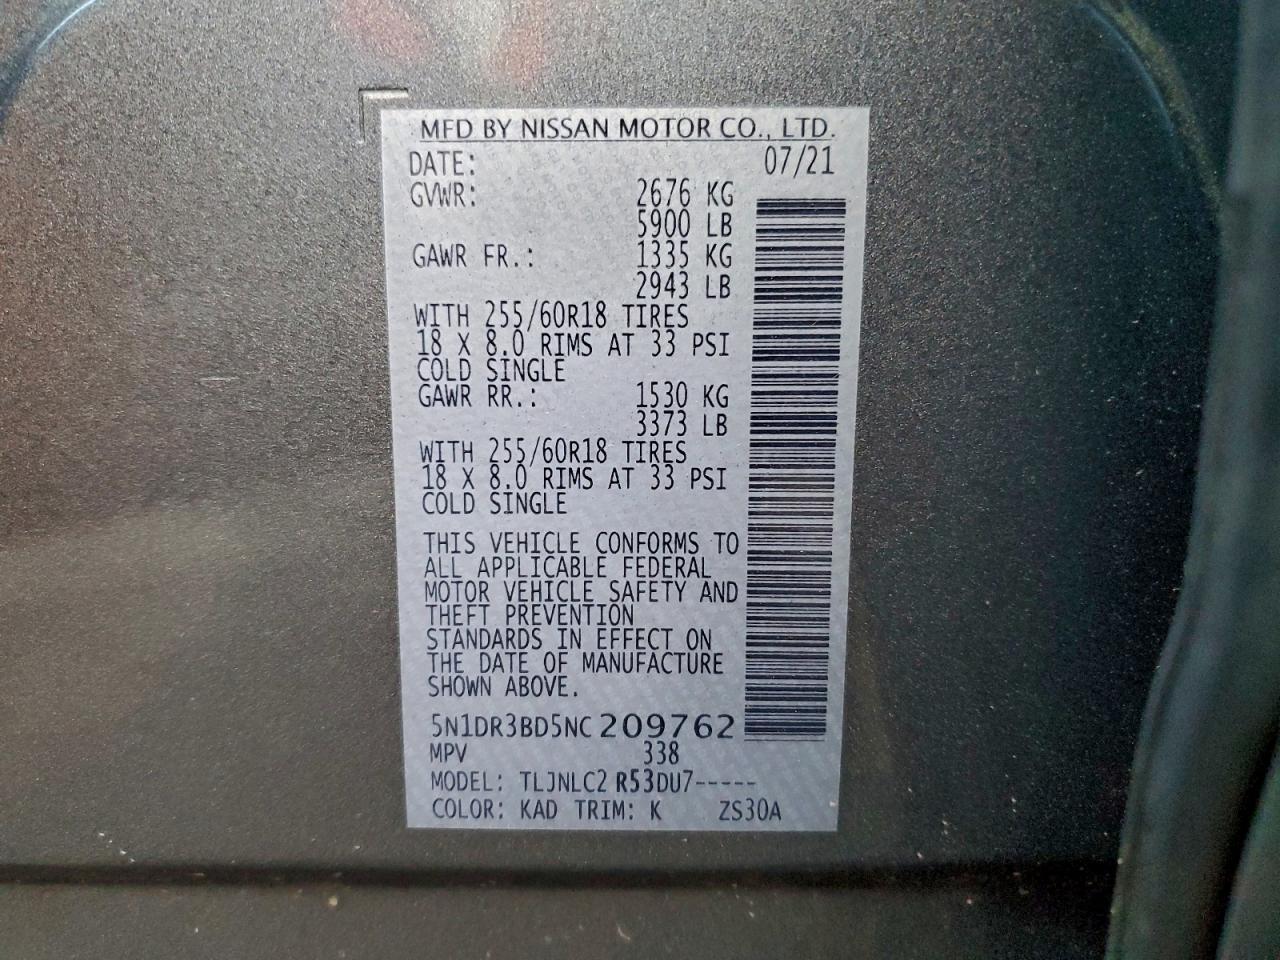 MFD BY NISSAN MOTOR CO., LTD.
DATE: 07/21
GVWR: 2676 KG
5900 LB
GAWR FR.: 1335 KG
2943 LB
WITH 255/60R18 TIRES
18 X 8.0 RIMS AT 33 PSI
COLD SINGLE
GAWR RR.: 1530 KG
3373 LB
WITH 255/60R18 TIRES
18 X 8.0 RIMS AT 33 PSI
COLD SINGLE
THIS VEHICLE CONFORMS TO
ALL APPLICABLE FEDERAL
MOTOR VEHICLE SAFETY AND
THEFT PREVENTION
STANDARDS IN EFFECT ON
THE DATE OF MANUFACTURE
SHOWN ABOVE.
5N1DR3BD5NC209762
MPV 338
MODEL: TLJNLC2 R53DU7-----
COLOR: KAD TRIM: K ZS30A